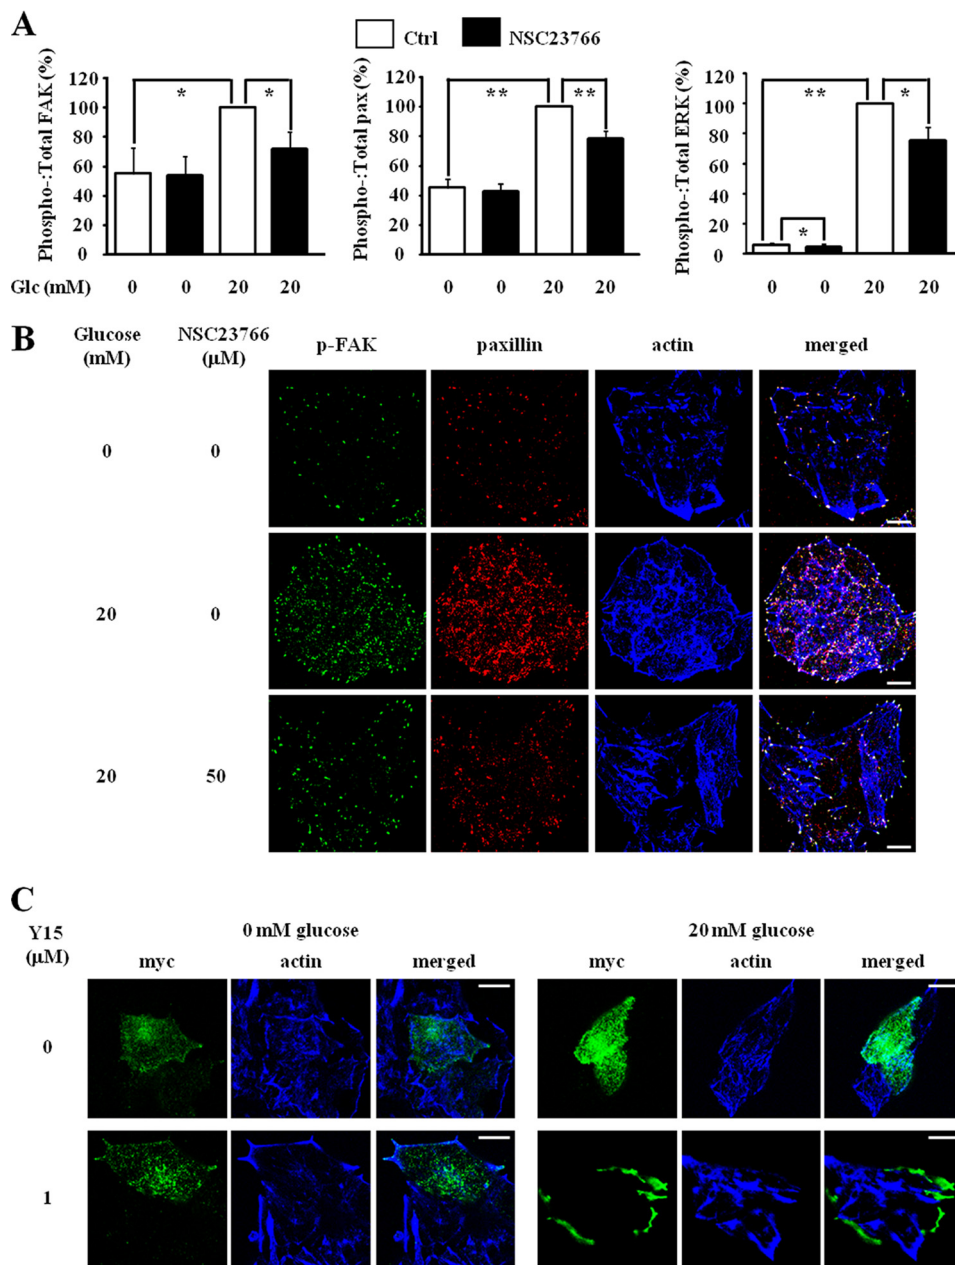 A
Ctrl NSC23766
Phospho-:Total FAK (%)
120
100
80
60
40
20
0
* *
Phospho-:Total pax (%)
120
100
80
60
40
20
0
** **
Phospho-:Total ERK (%)
120
100
80
60
40
20
0
** *
*
Glc (mM) 0 0 20 20 0 0 20 20 0 0 20 20
B
Glucose (mM) NSC23766 (µM) p-FAK paxillin actin merged
0 0
20 0
20 50
C
Y15 (µM)
0 mM glucose 20 mM glucose
myc actin merged myc actin merged
0
1